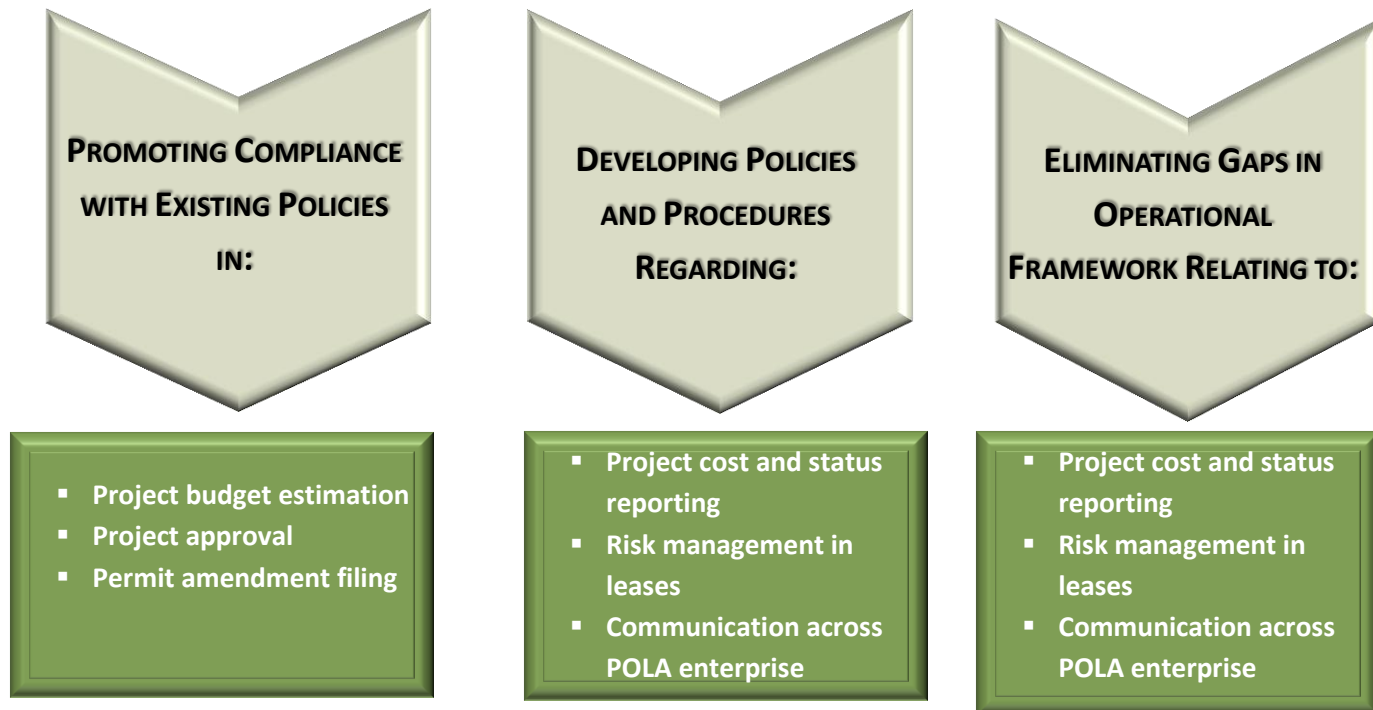 PROMOTING COMPLIANCE
WITH EXISTING POLICIES
IN:
▪ Project budget estimation
▪ Project approval
▪ Permit amendment filing
DEVELOPING POLICIES
AND PROCEDURES
REGARDING:
▪ Project cost and status
reporting
▪ Risk management in
leases
▪ Communication across
POLA enterprise
ELIMINATING GAPS IN
OPERATIONAL
FRAMEWORK RELATING TO:
▪ Project cost and status
reporting
▪ Risk management in
leases
▪ Communication across
POLA enterprise